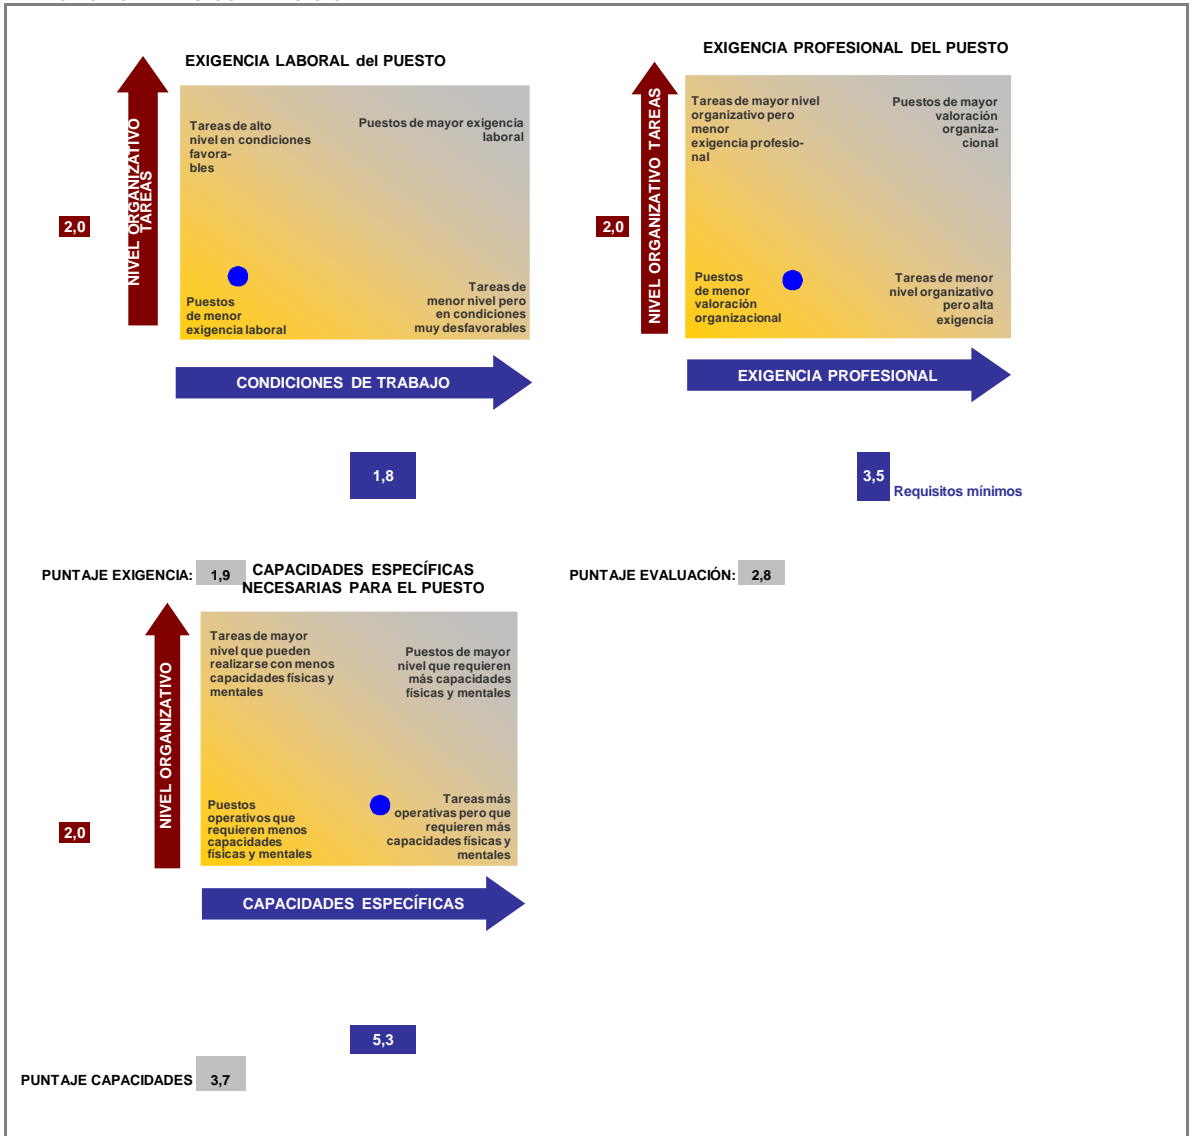 EXIGENCIA LABORAL del PUESTO
NIVEL ORGANIZATIVO
TAREAS
2,0
Tareas de alto
nivel en condiciones
favora-
bles
Puestos de mayor exigencia
laboral
Puestos
de menor
exigencia laboral
Tareas de
menor nivel pero
en condiciones
muy desfavorables
CONDICIONES DE TRABAJO
1,8
EXIGENCIA PROFESIONAL DEL PUESTO
NIVEL ORGANIZATIVO TAREAS
2,0
Tareas de mayor nivel
organizativo pero
menor
exigencia profesio-
nal
Puestos de mayor
valoración
organiza-
cional
Puestos
de menor
valoración
organizacional
Tareas de menor
nivel organizativo
pero alta
exigencia
EXIGENCIA PROFESIONAL
3,5
Requisitos mínimos
PUNTAJE EXIGENCIA: 1,9
PUNTAJE EVALUACIÓN: 2,8
CAPACIDADES ESPECÍFICAS
NECESARIAS PARA EL PUESTO
NIVEL ORGANIZATIVO
2,0
Tareas de mayor
nivel que pueden
realizarse con menos
capacidades físicas y
mentales
Puestos de mayor
nivel que requieren
más capacidades
físicas y mentales
Puestos
operativos que
requieren menos
capacidades
físicas y mentales
Tareas más
operativas pero que
requieren más
capacidades físicas y
mentales
CAPACIDADES ESPECÍFICAS
5,3
PUNTAJE CAPACIDADES 3,7